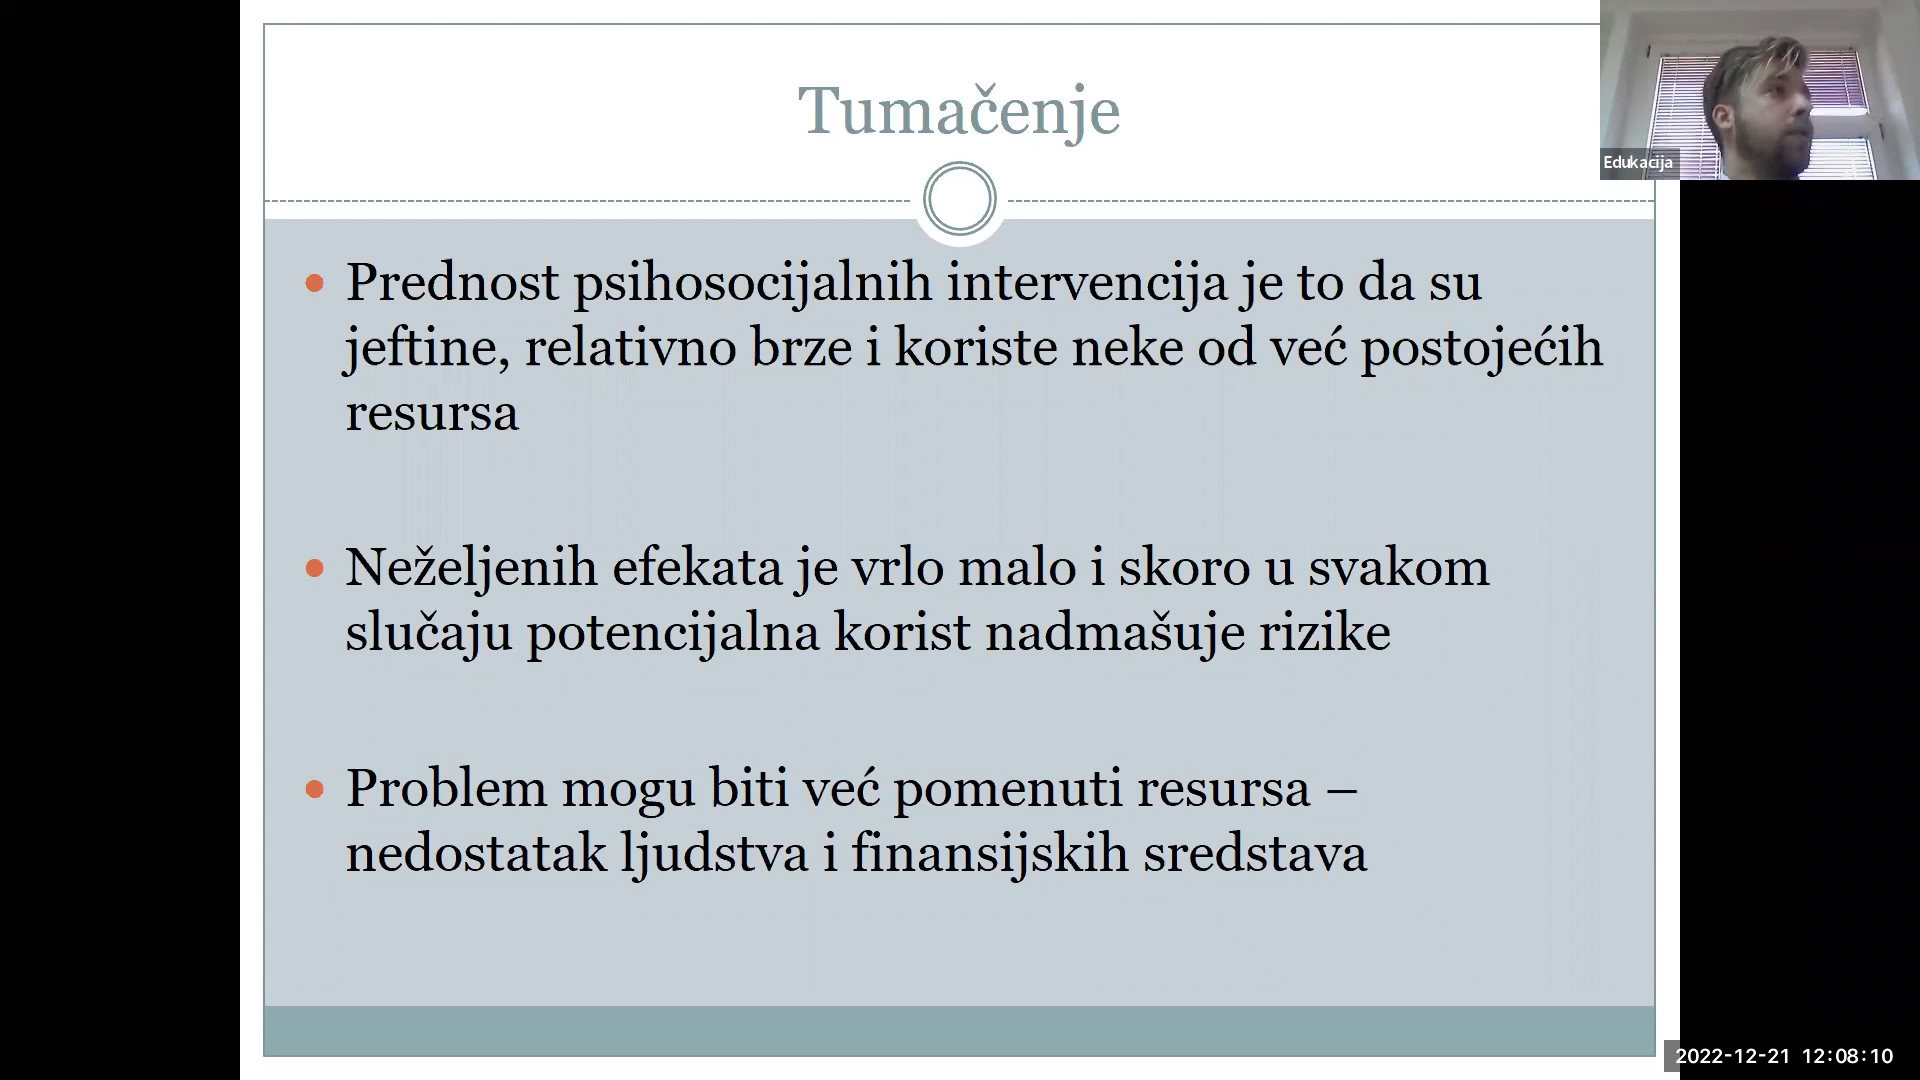 Tumačenje
Edukacija
Prednost psihosocijalnih intervencija je to da su
jeftine, relativno brze i koriste neke od već postojećih
resursa
Neželjenih efekata je vrlo malo i skoro u svakom
slučaju potencijalna korist nadmašuje rizike
Problem mogu biti već pomenuti resursa –
nedostatak ljudstva i finansijskih sredstava
2022-12-21 12:08:10